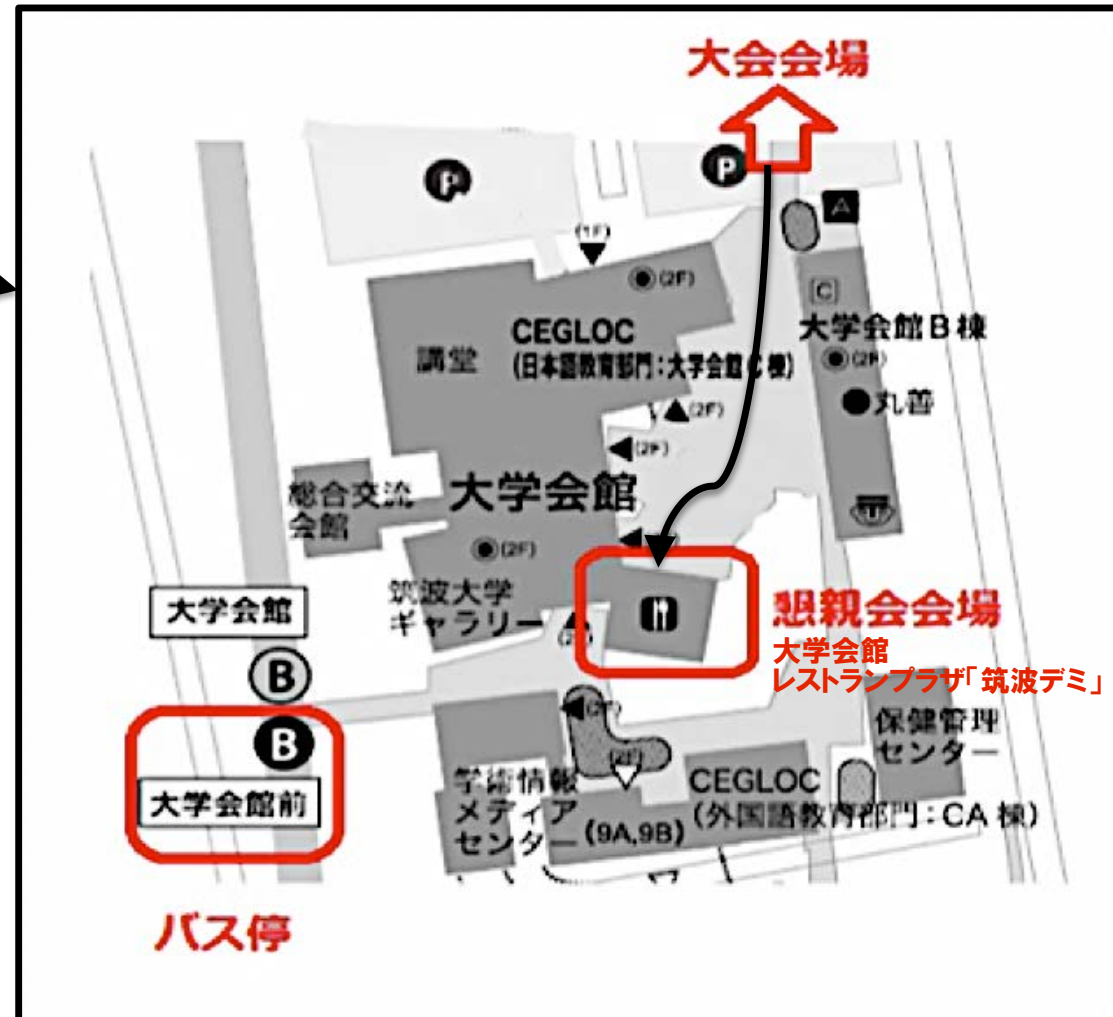 大会会場
P
P
(1F)
A
(2F)
C
CEGLOC
(日本語教育部門:大学会館C棟)
講堂
大学会館B棟
(2F)
丸善
(2F)
(2F)
大学会館
総合交流
会館
(2F)
筑波大学
ギャラリー
大学会館
B
B
大学会館前
バス停
懇親会会場
大学会館
レストランプラザ「筑波デミ」
保健管理
センター
学術情報
メディア
センター
(9A,9B)
(2F)
CEGLOC
(外国語教育部門:CA棟)